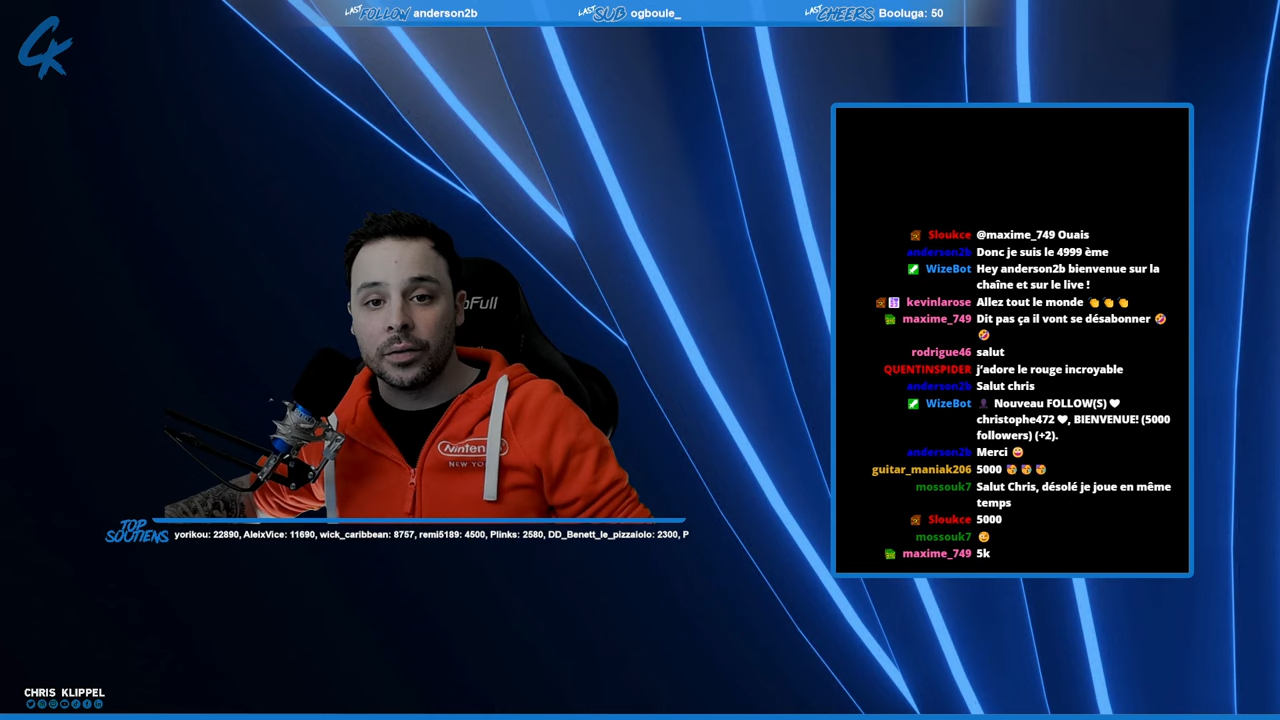 LAST FOLLOW anderson2b
LAST SUB ogboule_
LAST CHEERS Booluga: 50
CK
Sloukce @maxime_749 Ouais
anderson2b Donc je suis le 4999 ème
WizeBot Hey anderson2b bienvenue sur la
chaîne et sur le live !
kevinlarose Allez tout le monde 👏 👏 👏
maxime_749 Dit pas ça il vont se désabonner 🤣
🤣
rodrigue46 salut
QUENTINSPIDER j'adore le rouge incroyable
anderson2b Salut chris
WizeBot 👤 Nouveau FOLLOW(S) ♥
christophe472 ♥, BIENVENUE! (5000
followers) (+2).
anderson2b Merci 😀
guitar_maniak206 5000 🥳 🥳 🥳
mossouk7 Salut Chris, désolé je joue en même
temps
Sloukce 5000
mossouk7 😜
maxime_749 5k
Nintendo
NEW YO
TOP
SOUTIENS yorikou: 22890, AleixVice: 11690, wick_caribbean: 8757, remi5189: 4500, Plinks: 2580, DD_Benett_le_pizzaiolo: 2300, P
CHRIS KLIPPEL